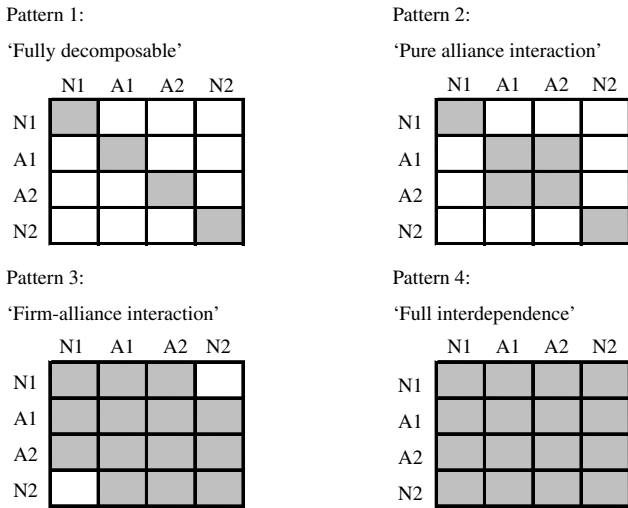 Pattern 1:
‘Fully decomposable’
N1 A1 A2 N2
N1
A1
A2
N2
Pattern 2:
‘Pure alliance interaction’
N1 A1 A2 N2
N1
A1
A2
N2
Pattern 3:
‘Firm-alliance interaction’
N1 A1 A2 N2
N1
A1
A2
N2
Pattern 4:
‘Full interdependence’
N1 A1 A2 N2
N1
A1
A2
N2